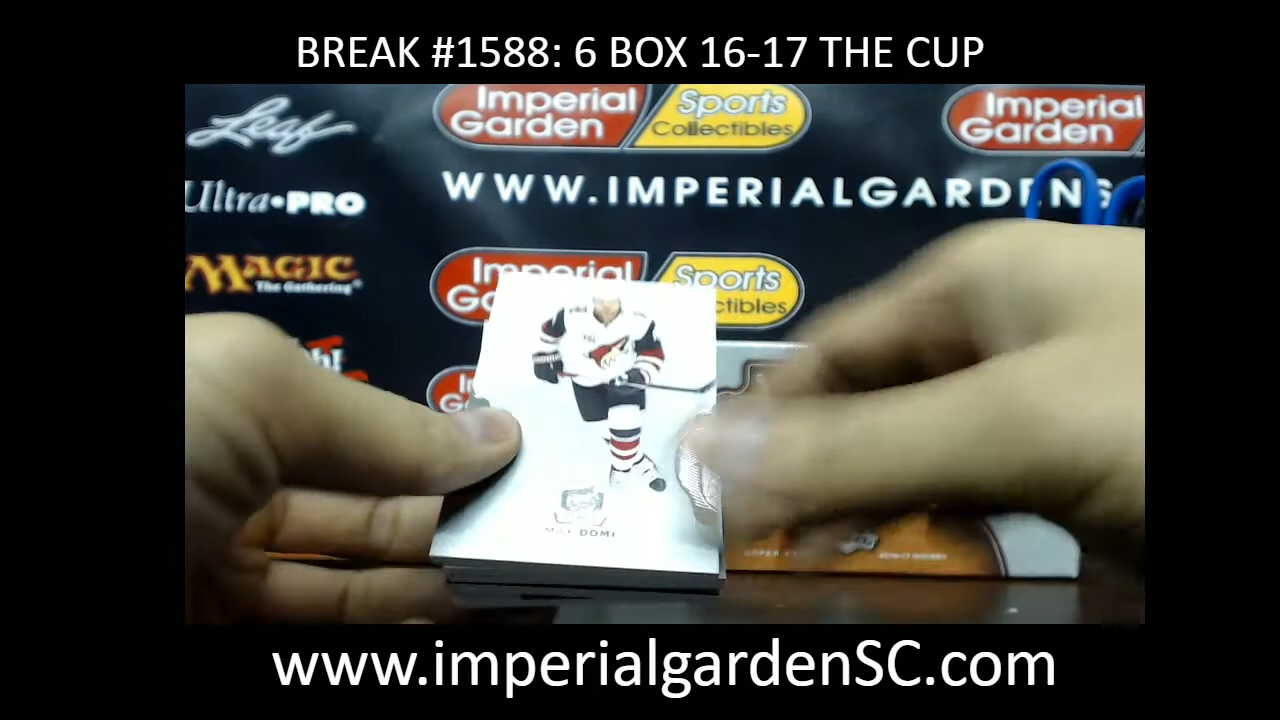 BREAK #1588: 6 BOX 16-17 THE CUP
Leaf
Imperial Garden
Sports Collectibles
Imperial Garden
Ultra•PRO
WWW.IMPERIALGARDENS
MAGIC
The Gathering
Imperial
Sports
MAX DOMI
www.imperialgardenSC.com